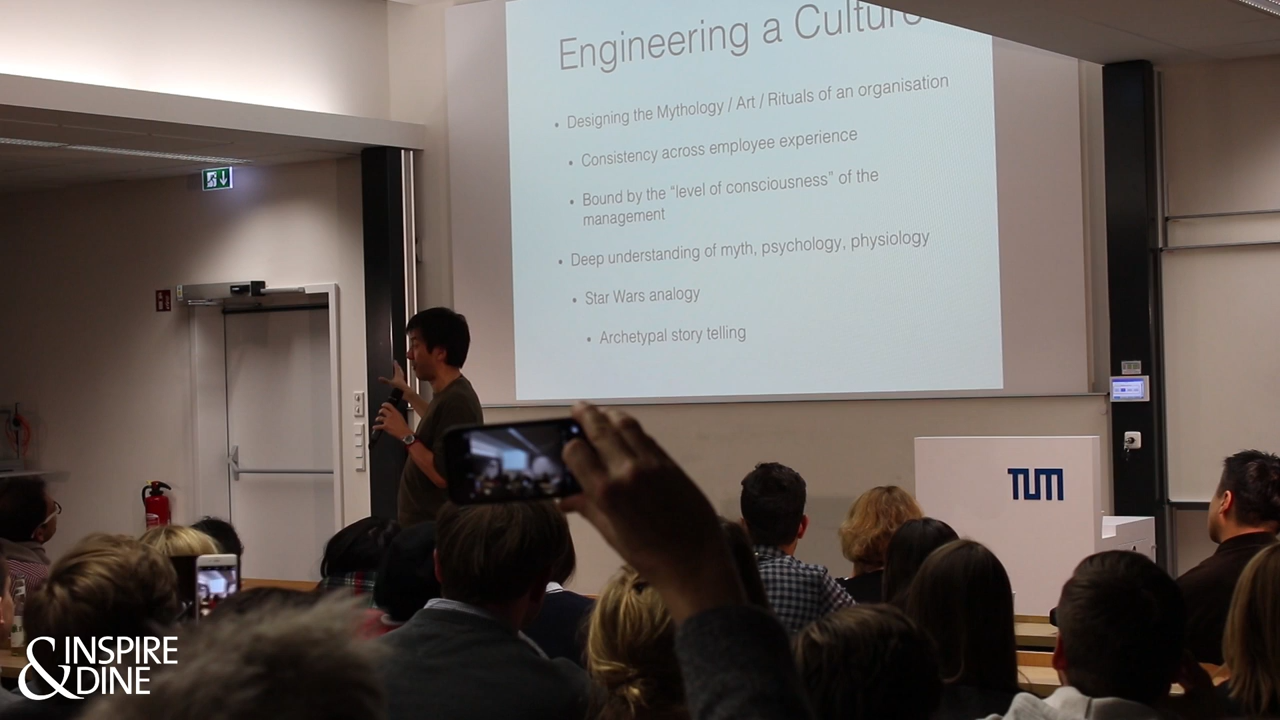 Engineering a Culture
• Designing the Mythology / Art / Rituals of an organisation
• Consistency across employee experience
• Bound by the “level of consciousness” of the
management
• Deep understanding of myth, psychology, physiology
• Star Wars analogy
• Archetypal story telling
TUM
& INSPIRE
DINE